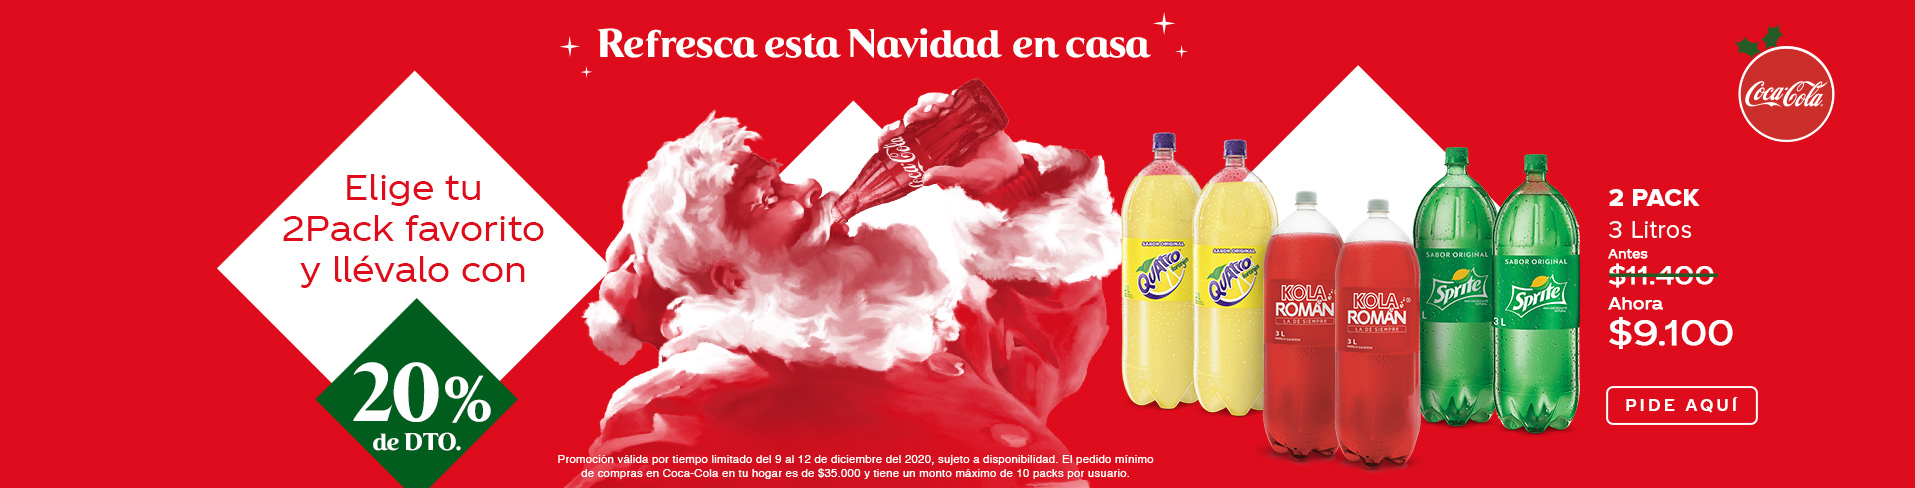 Refresca esta Navidad en casa
Coca-Cola
Elige tu
2Pack favorito
y llévalo con
20%
de DTO.
Coca-Cola
SABOR ORIGINAL
QUAtro
toronja
SABOR ORIGINAL
QUAtro
toronja
KOLA
ROMÁN
LA DE SIEMPRE
3 L
KOLA
ROMÁN
LA DE SIEMPRE
3 L
SABOR ORIGINAL
Sprite
L
SABOR ORIGINAL
Sprite
3 L
2 PACK
3 Litros
Antes
$11.400
Ahora
$9.100
PIDE AQUÍ
Promoción válida por tiempo limitado del 9 al 12 de diciembre del 2020, sujeto a disponibilidad. El pedido mínimo
de compras en Coca-Cola en tu hogar es de $35.000 y tiene un monto máximo de 10 packs por usuario.